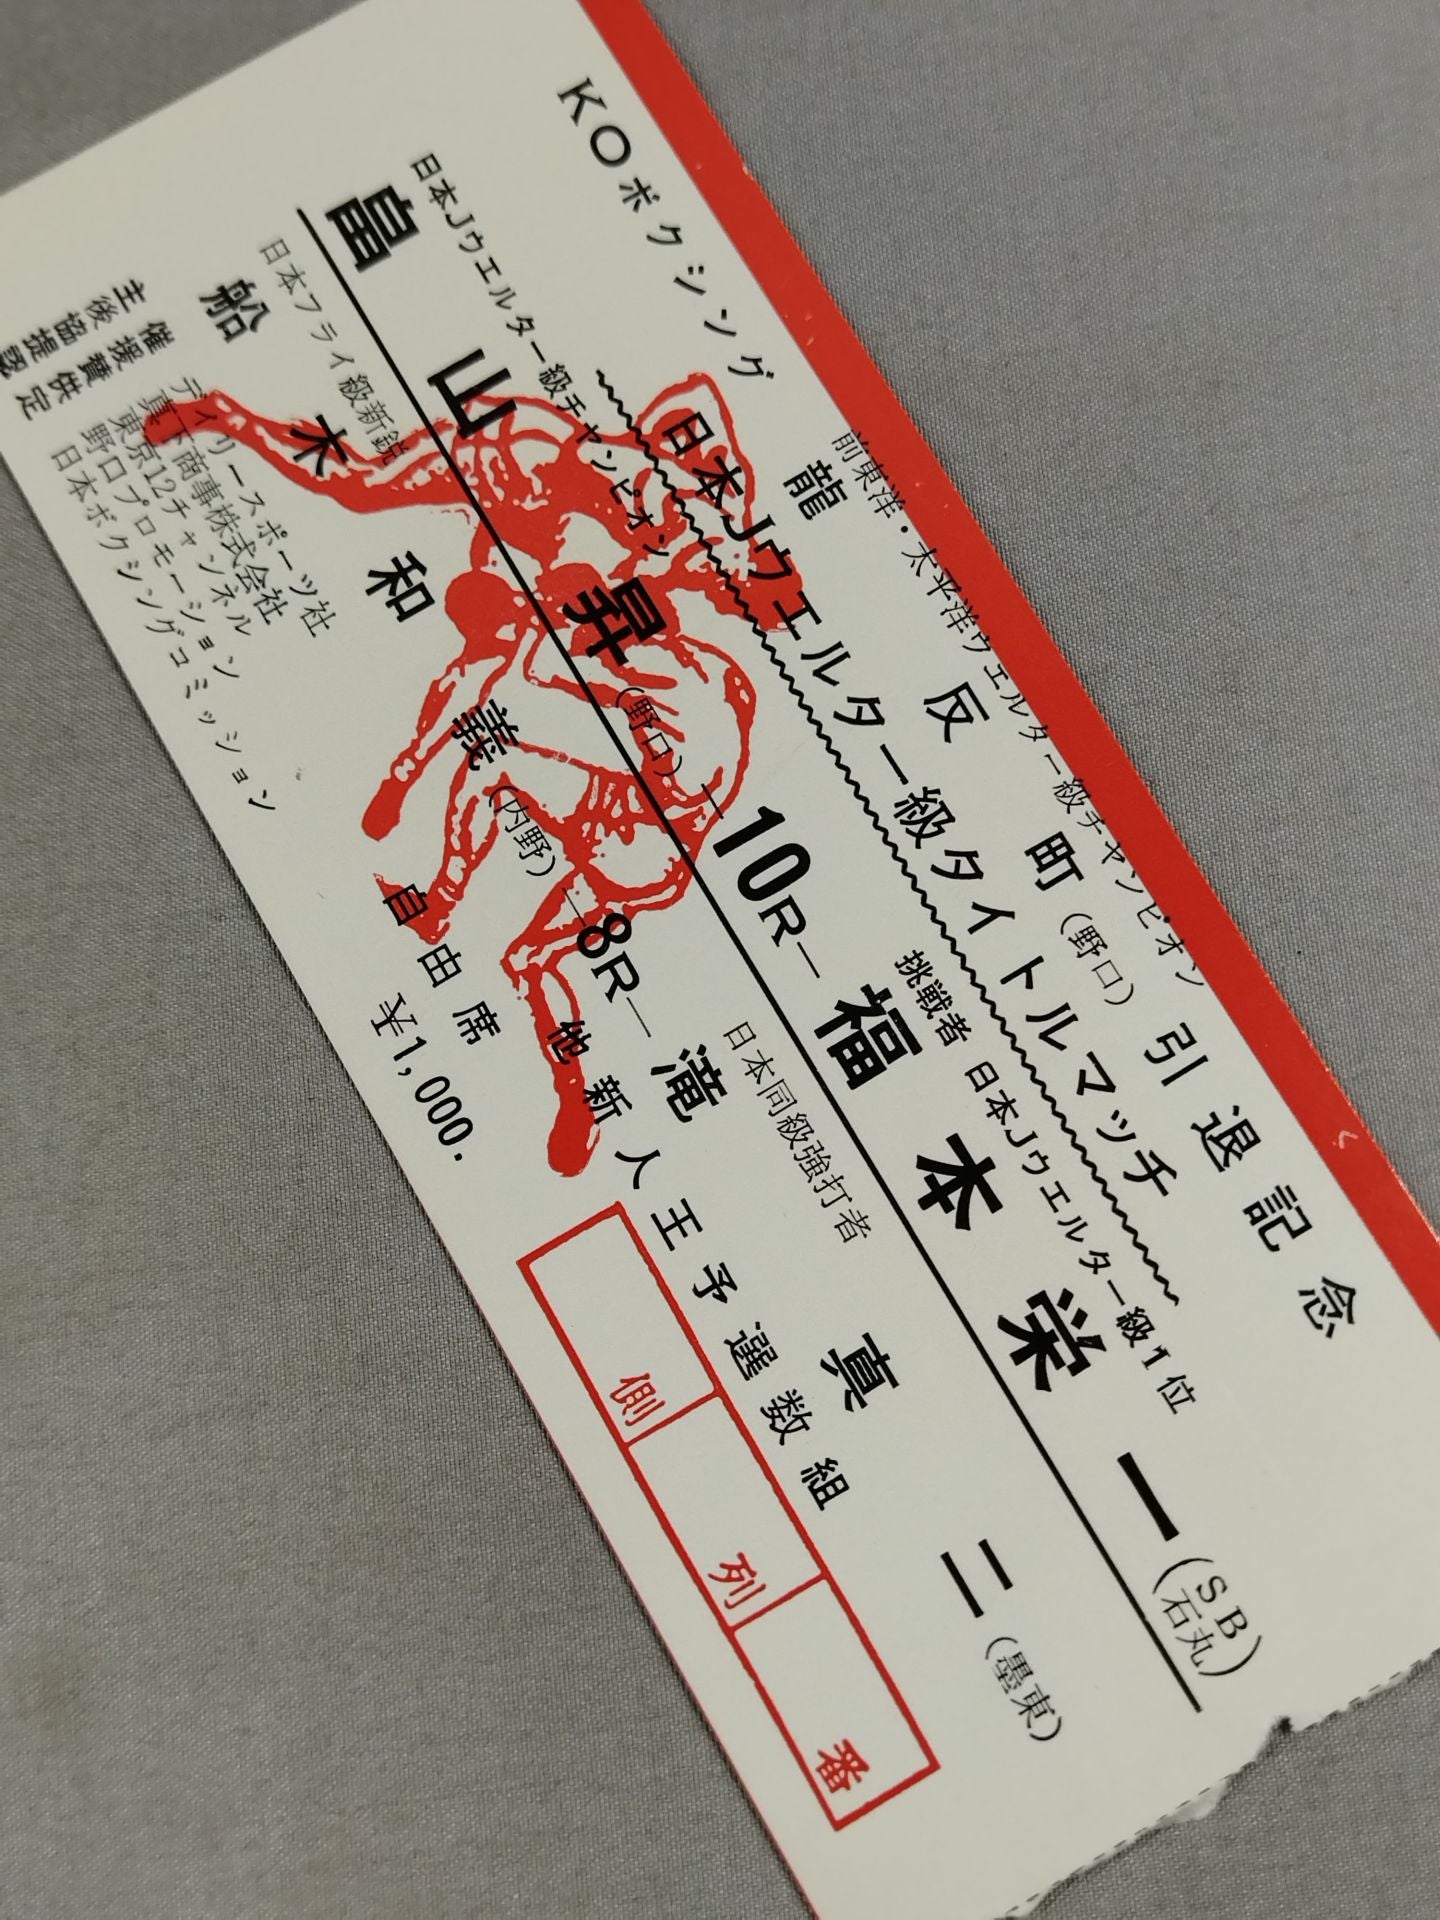 KOボクシング
前東洋・太平洋ウェルター級チャンピオン
龍反町(野口)引退記念
日本Jウエルター級タイトルマッチ
日本Jウェルター級チャンピオン
挑戦者 日本Jウェルター級1位
畠山昇(野口)―10R―福本栄一(SB石丸)
日本フライ級新鋭
日本同級強打者
船木和義(内野)―8R―滝真二(墨東)
他新人王予選数組
主催 デイリースポーツ社
後援 真下商事株式会社
協賛 東京12チャンネル
提供 野口プロモーション
認定 日本ボクシングコミッション
自由席
¥1,000.
側
列
番